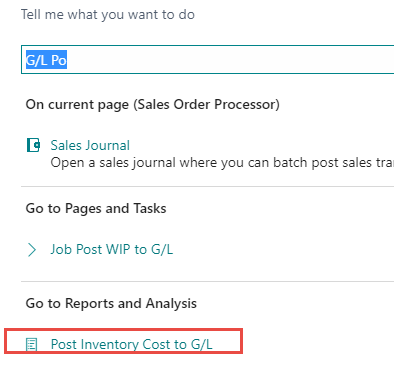 Tell me what you want to do
G/L Po
On current page (Sales Order Processor)
Sales Journal
Open a sales journal where you can batch post sales tra
Go to Pages and Tasks
Job Post WIP to G/L
Go to Reports and Analysis
Post Inventory Cost to G/L